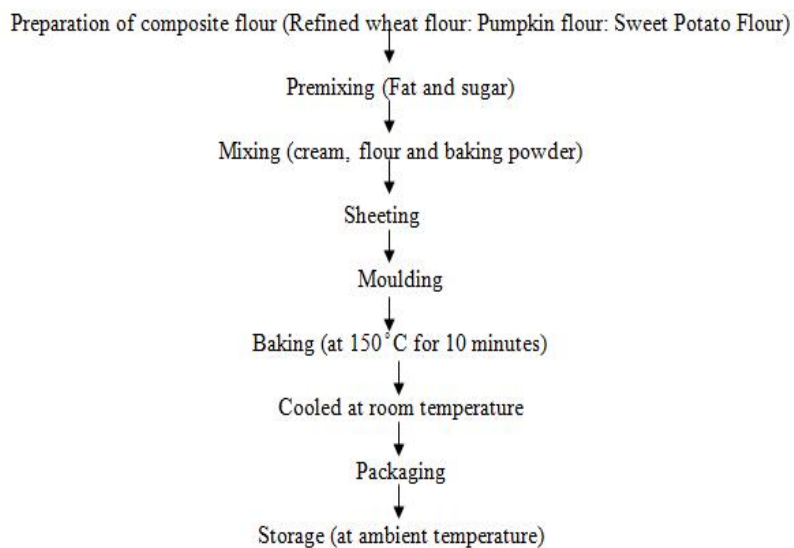 Preparation of composite flour (Refined wheat flour: Pumpkin flour: Sweet Potato Flour)
Premixing (Fat and sugar)
Mixing (cream, flour and baking powder)
Sheeting
Moulding
Baking (at 150°C for 10 minutes)
Cooled at room temperature
Packaging
Storage (at ambient temperature)